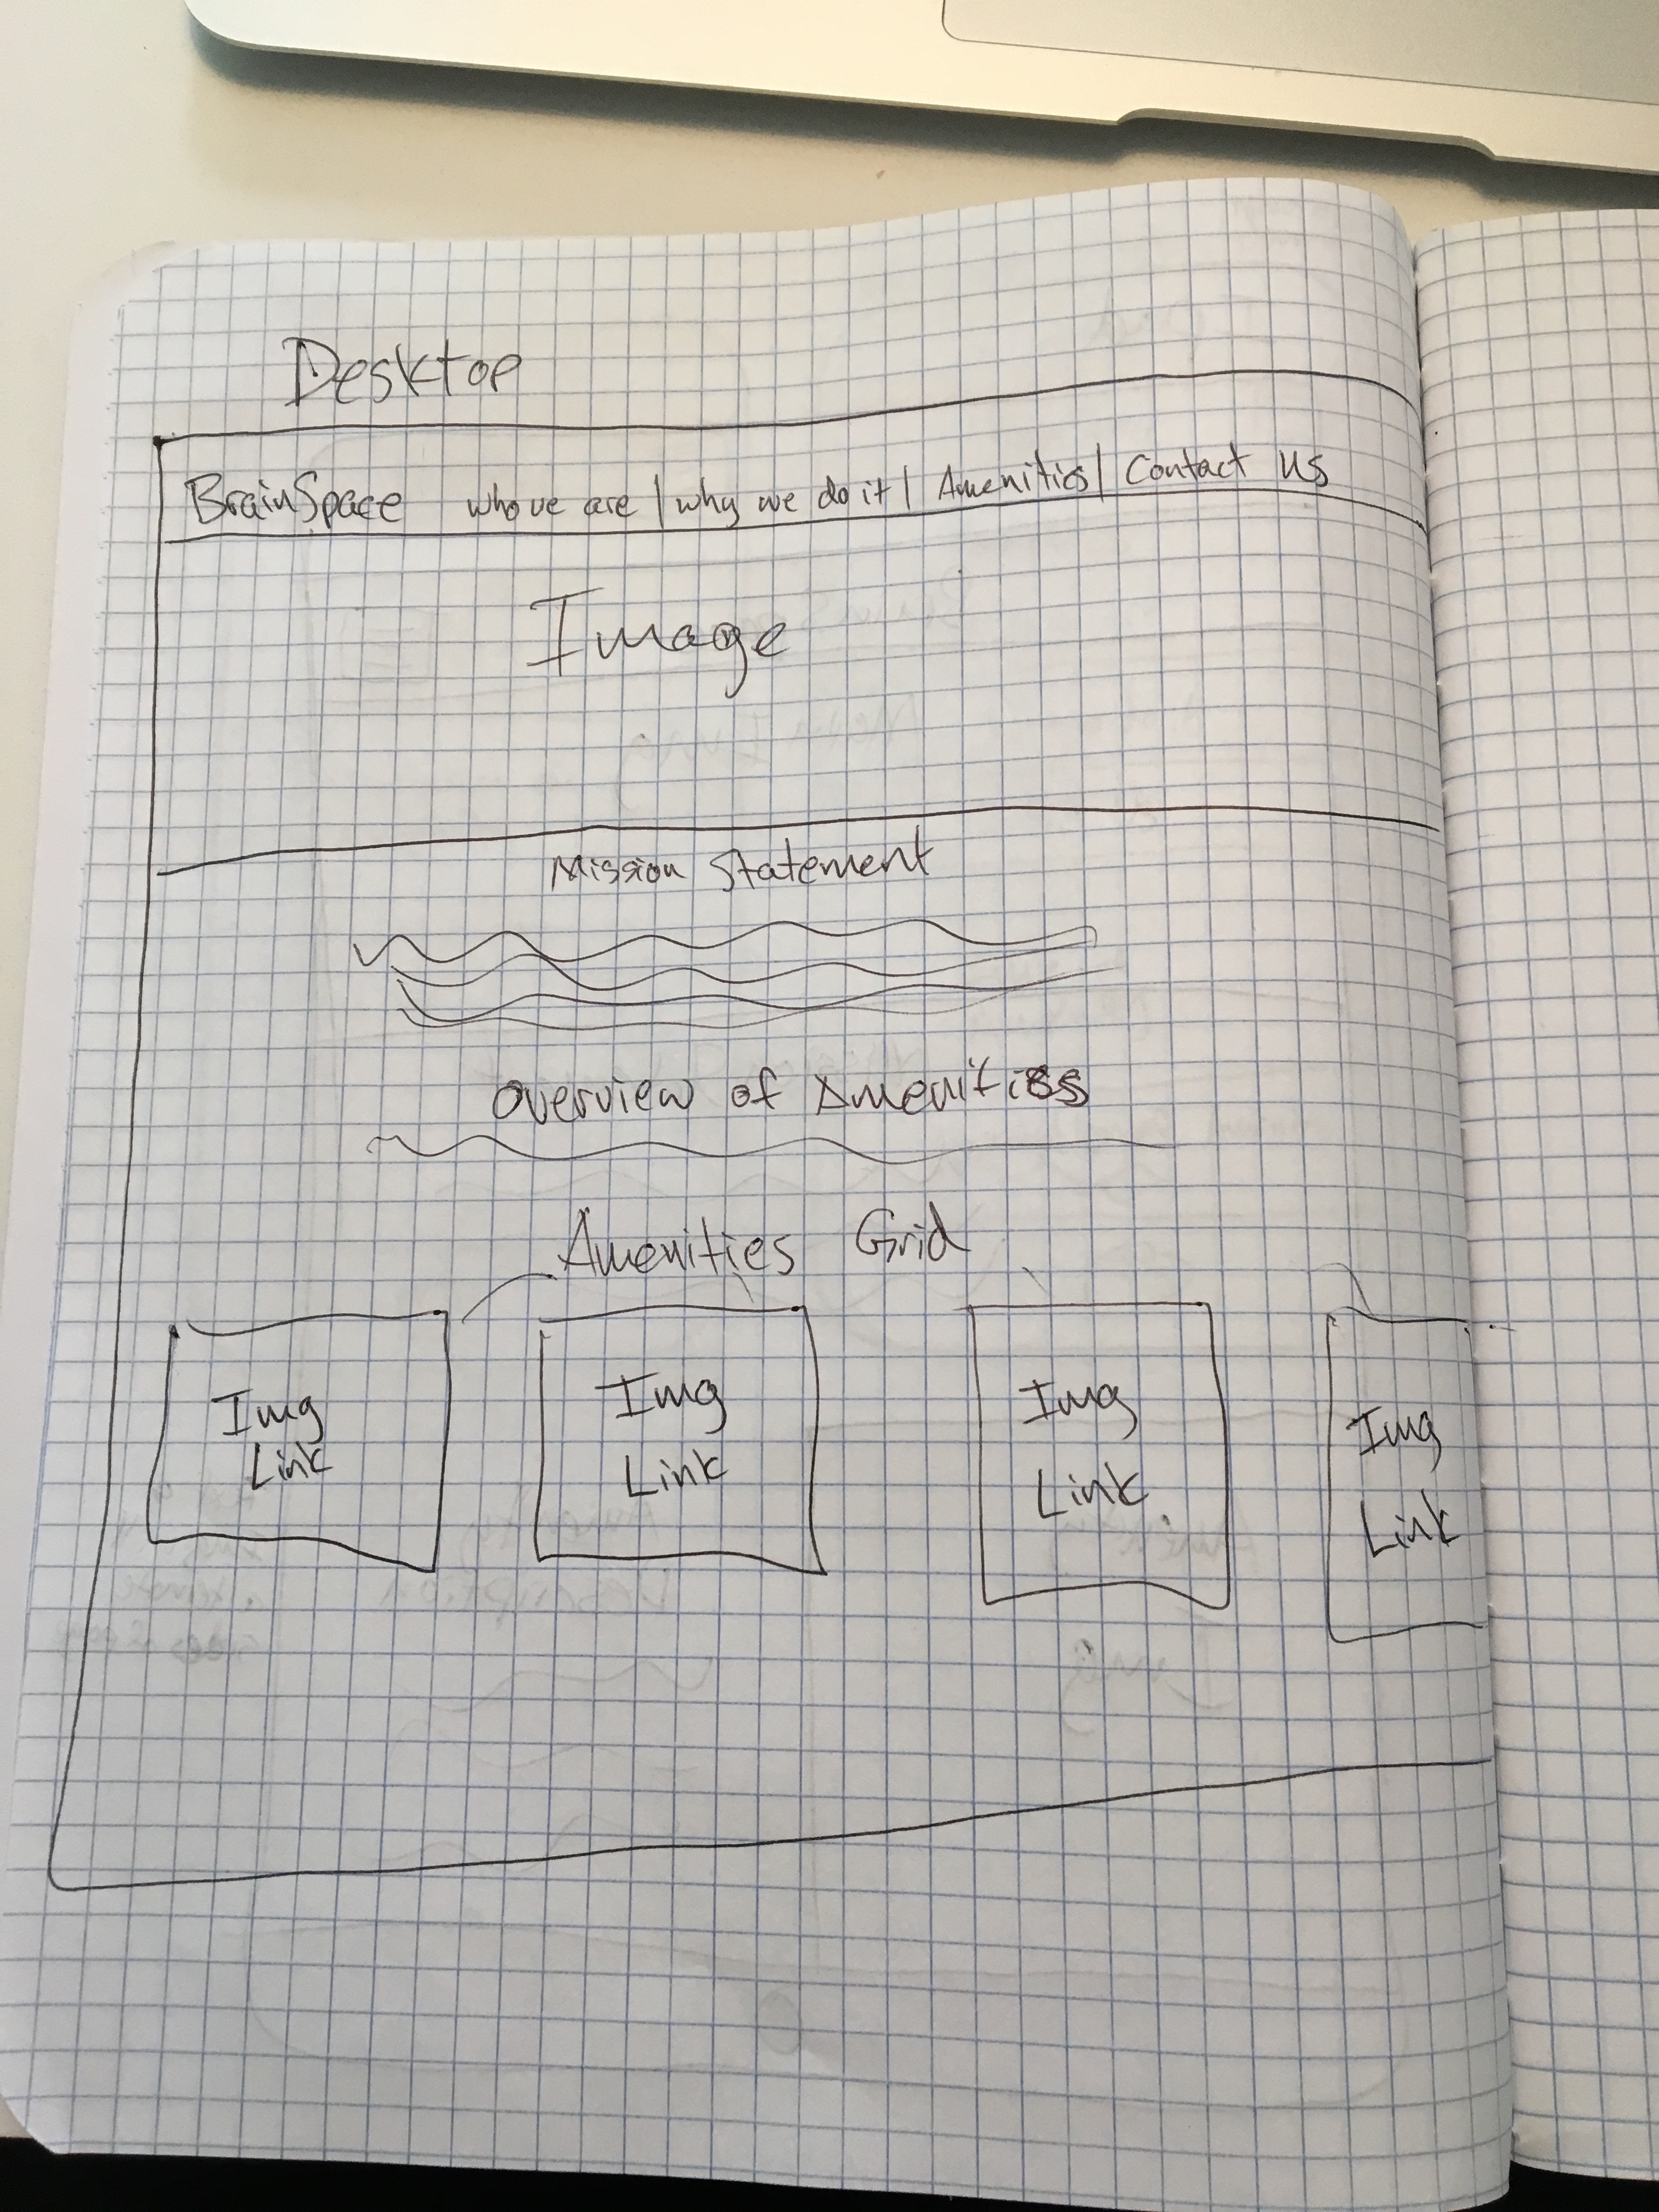 Desktop
BrainSpace who we are | why we do it | Amenities | Contact Us
Image
Mission Statement
Overview of Amenities
Amenities Grid
Img Img Img Img
Link Link Link Link